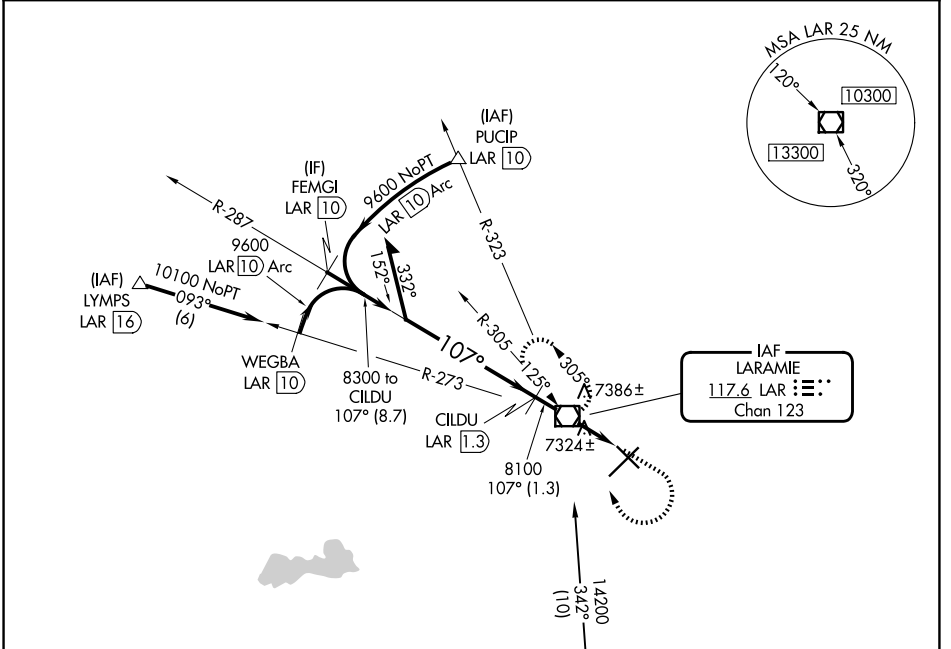 MSA LAR 25 NM
120°
10300
13300
320°
(IAF)
PUCIP
LAR 10
(IF)
FEMGI
LAR 10
9600 NoPT
LAR 10 Arc
R-287
R-323
9600
LAR 10 Arc
152°
332°
(IAF)
LYMPS
LAR 16
10100 NoPT
093°
(6)
R-305
107°
125°
305°
7386±
IAF
LARAMIE
117.6 LAR
Chan 123
WEGBA
LAR 10
8300 to
CILDU
107° (8.7)
R-273
CILDU
LAR 1.3
7324±
8100
107° (1.3)
14200
342°
(10)